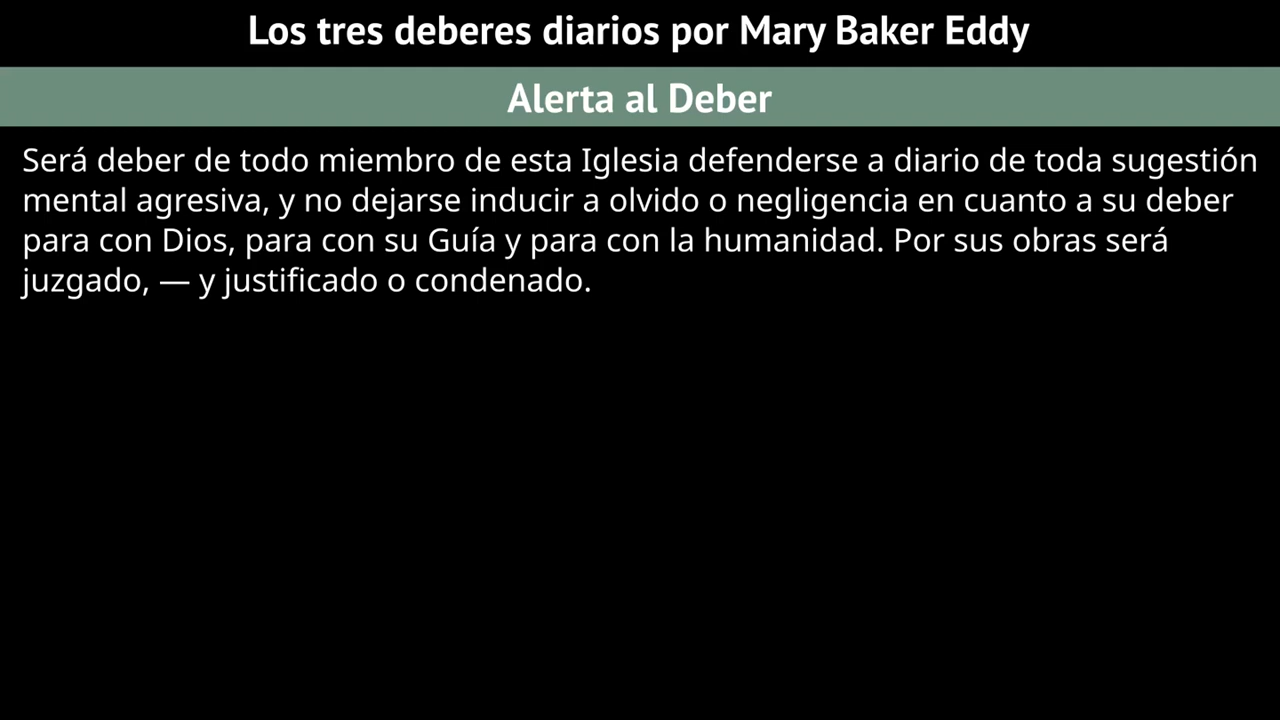 Los tres deberes diarios por Mary Baker Eddy
Alerta al Deber
Será deber de todo miembro de esta Iglesia defenderse a diario de toda sugestión
mental agresiva, y no dejarse inducir a olvido o negligencia en cuanto a su deber
para con Dios, para con su Guía y para con la humanidad. Por sus obras será
juzgado, — y justificado o condenado.